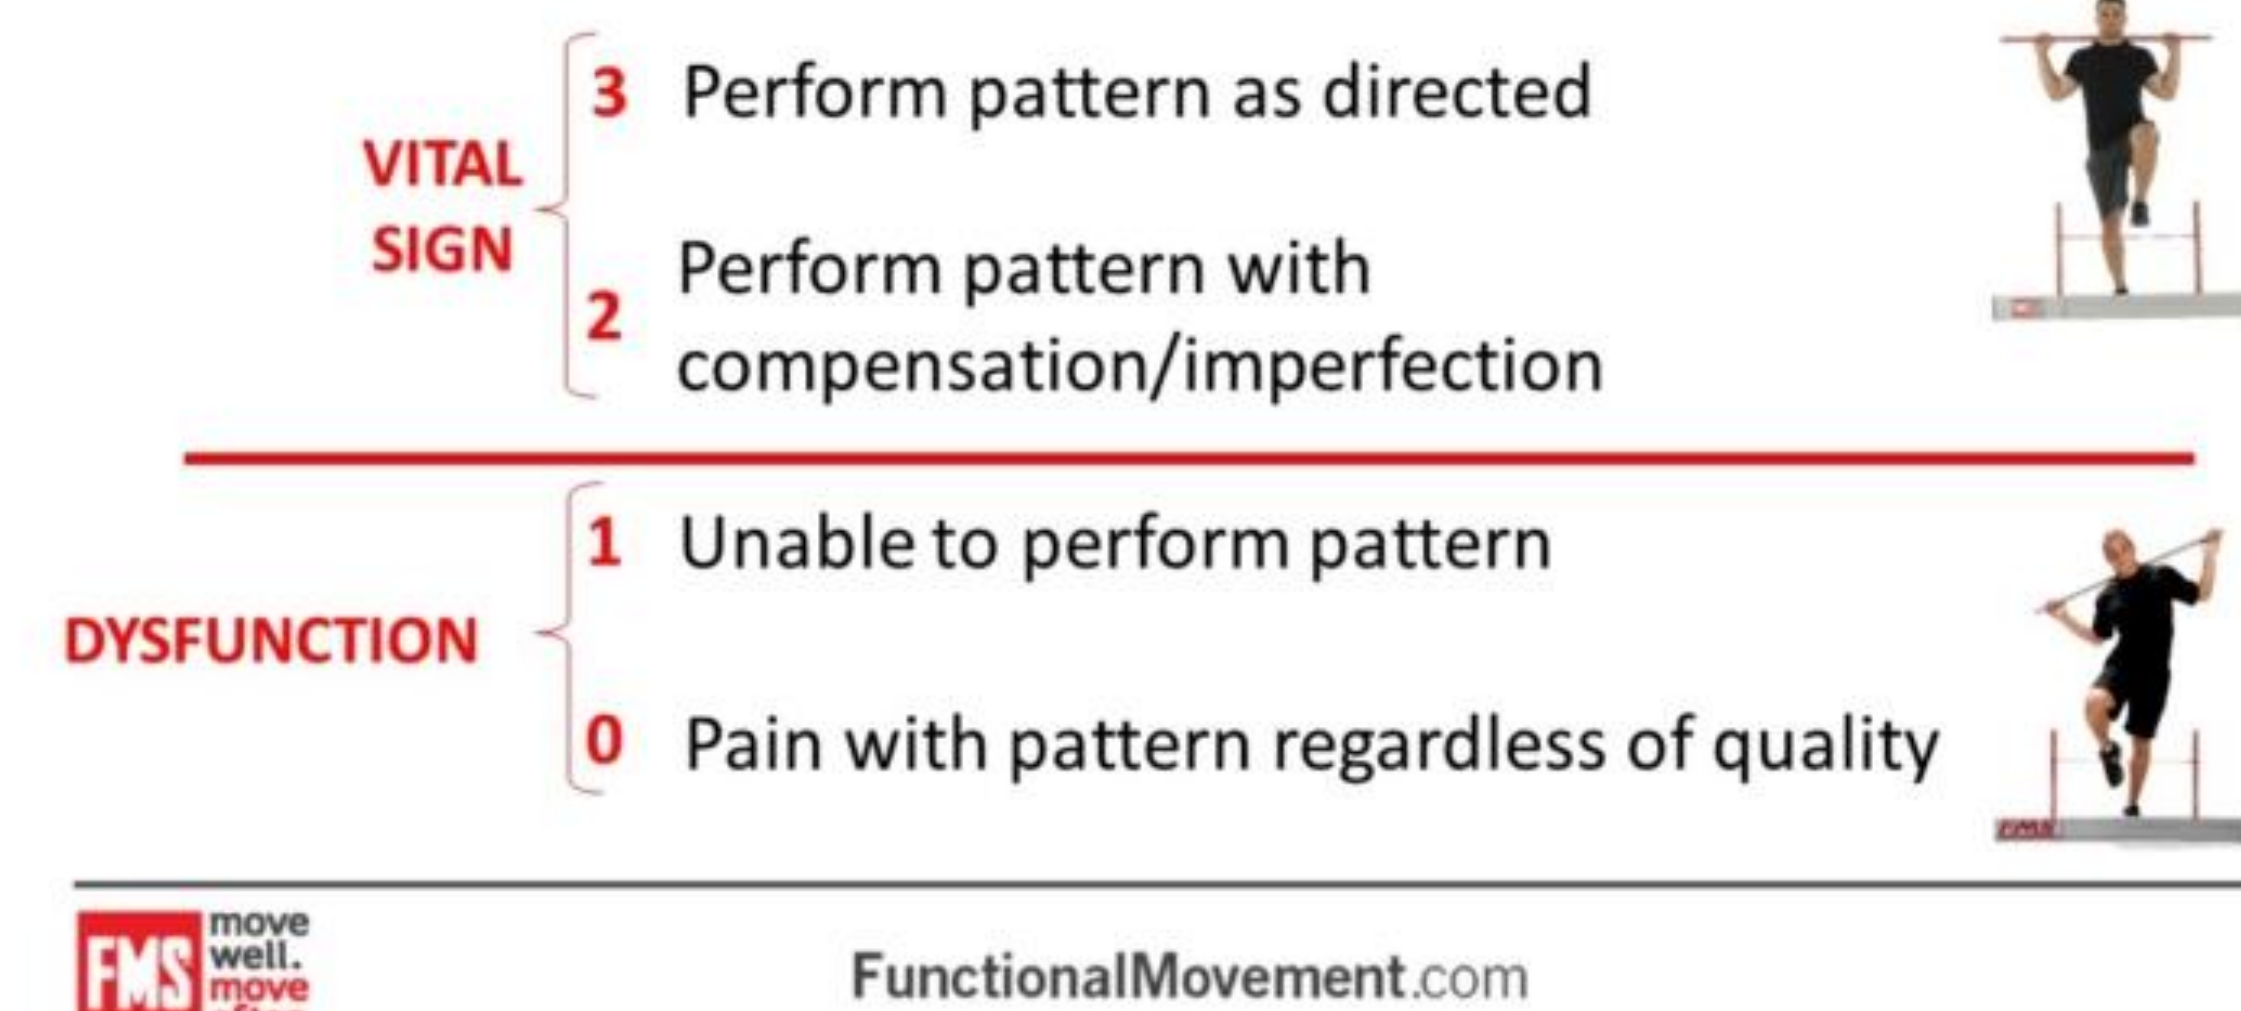 3 Perform pattern as directed
VITAL
SIGN
2 Perform pattern with
compensation/imperfection
1 Unable to perform pattern
DYSFUNCTION
0 Pain with pattern regardless of quality
FMS
move
well.
move
FunctionalMovement.com
FMS